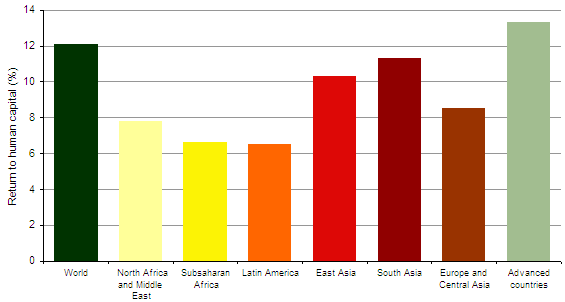 Return to human capital (%)
14
12
10
8
6
4
2
0
World
North Africa
and Middle
East
Subsaharan
Africa
Latin America
East Asia
South Asia
Europe and
Central Asia
Advanced
countries